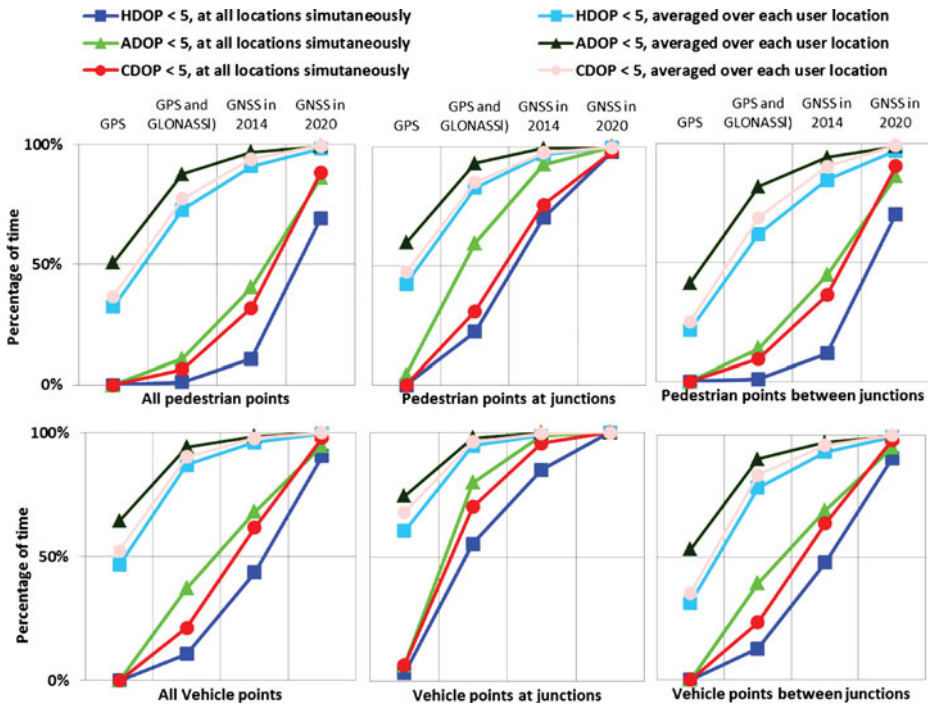 HDOP < 5, at all locations simutaneously
HDOP < 5, averaged over each user location
ADOP < 5, at all locations simutaneously
ADOP < 5, averaged over each user location
CDOP < 5, at all locations simutaneously
CDOP < 5, averaged over each user location
GPS
GPS and GLONASSI)
GNSS in 2014
GNSS in 2020
GPS
GPS and GLONASSI)
GNSS in 2014
GNSS in 2020
GPS
GPS and GLONASSI)
GNSS in 2014
GNSS in 2020
Percentage of time
100%
50%
0%
All pedestrian points
Pedestrian points at junctions
Pedestrian points between junctions
Percentage of time
100%
50%
0%
All Vehicle points
Vehicle points at junctions
Vehicle points between junctions